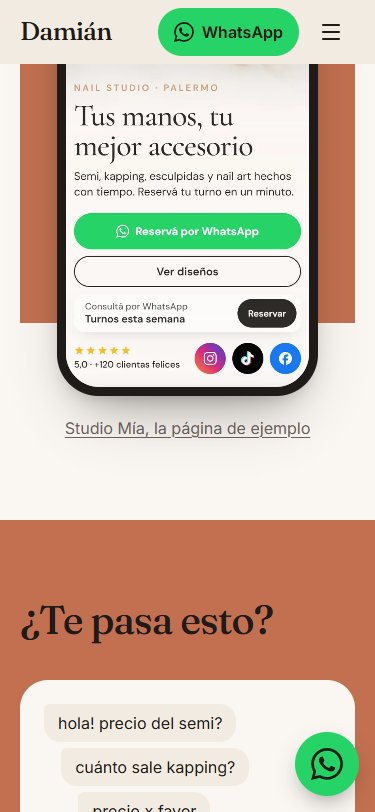 Damián
WhatsApp
NAIL STUDIO · PALERMO
Tus manos, tu
mejor accesorio
Semi, kapping, esculpidas y nail art hechos
con tiempo. Reservá tu turno en un minuto.
Reservá por WhatsApp
Ver diseños
Consultá por WhatsApp
Turnos esta semana
Reservar
5,0 · +120 clientas felices
Studio Mía, la página de ejemplo
¿Te pasa esto?
hola! precio del semi?
cuánto sale kapping?
precio x favor